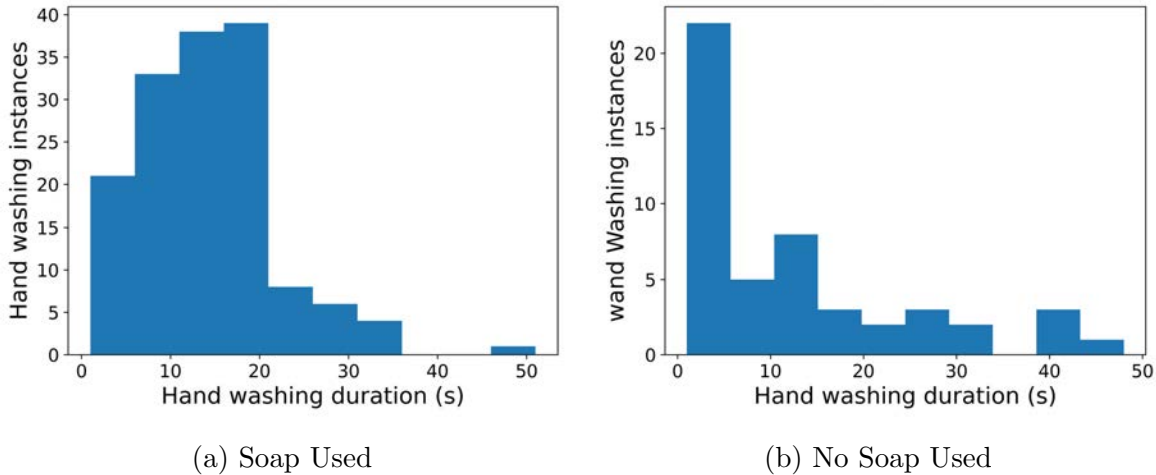 40
35
30
25
20
15
10
5
0
0 10 20 30 40 50
Hand washing instances
Hand washing duration (s)
(a) Soap Used
20
15
10
5
0
0 10 20 30 40 50
wand Washing instances
Hand washing duration (s)
(b) No Soap Used